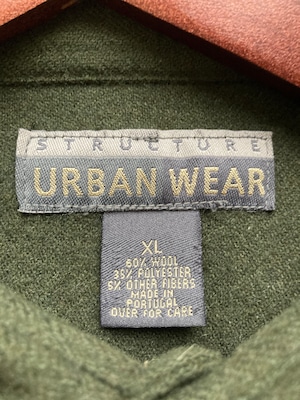 STRUCTURE
URBAN WEAR
XL
60% WOOL
35% POLYESTER
5% OTHER FIBERS
MADE IN
PORTUGAL
OVER FOR CARE